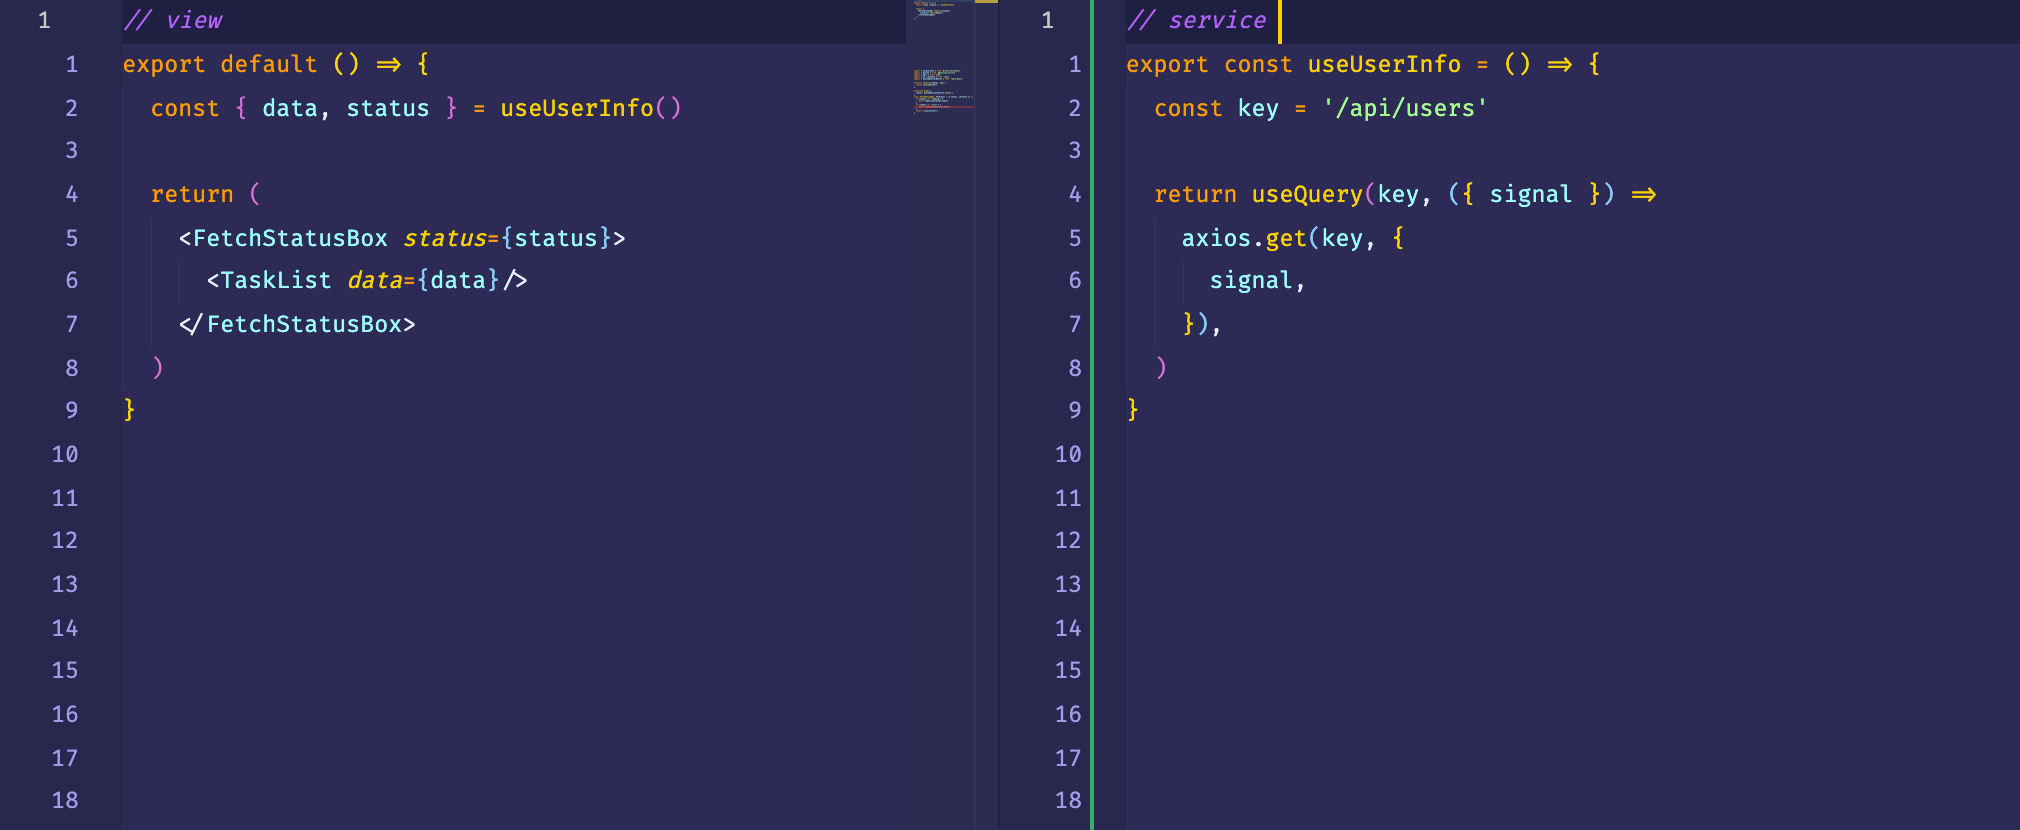 1 // view
1 export default () => {
2 const { data, status } = useUserInfo()
3
4 return (
5 <FetchStatusBox status={status}>
6 <TaskList data={data}/>
7 </FetchStatusBox>
8 )
9 }
10
11
12
13
14
15
16
17
18
1 // service
1 export const useUserInfo = () => {
2 const key = '/api/users'
3
4 return useQuery(key, ({ signal }) =>
5 axios.get(key, {
6 signal,
7 }),
8 )
9 }
10
11
12
13
14
15
16
17
18